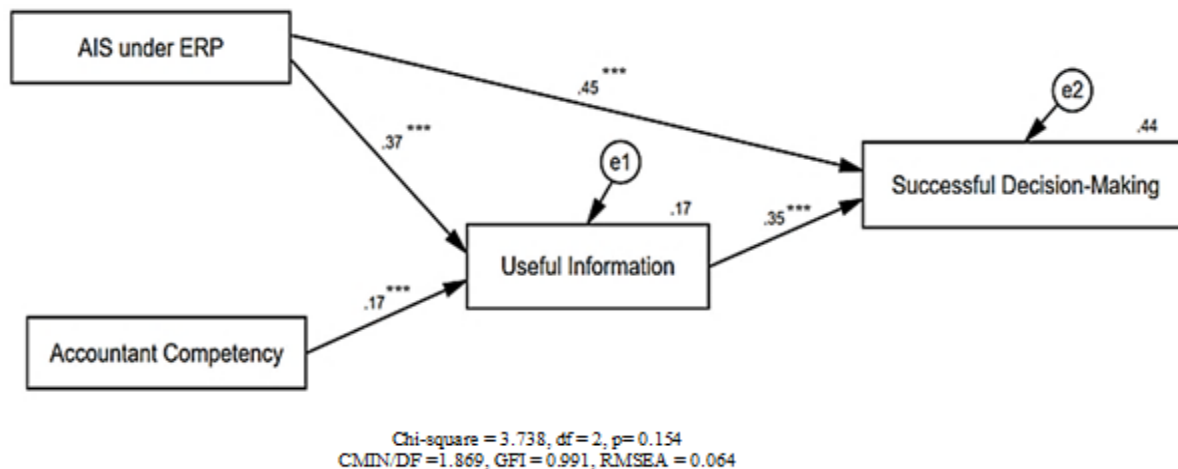 AIS under ERP
.45 ***
e2
.44
.37 ***
e1
Successful Decision-Making
.17
.35***
Useful Information
.17***
Accountant Competency
Chi-square = 3.738, df = 2, p= 0.154
CMIN/DF =1.869, GFI = 0.991, RMSEA = 0.064